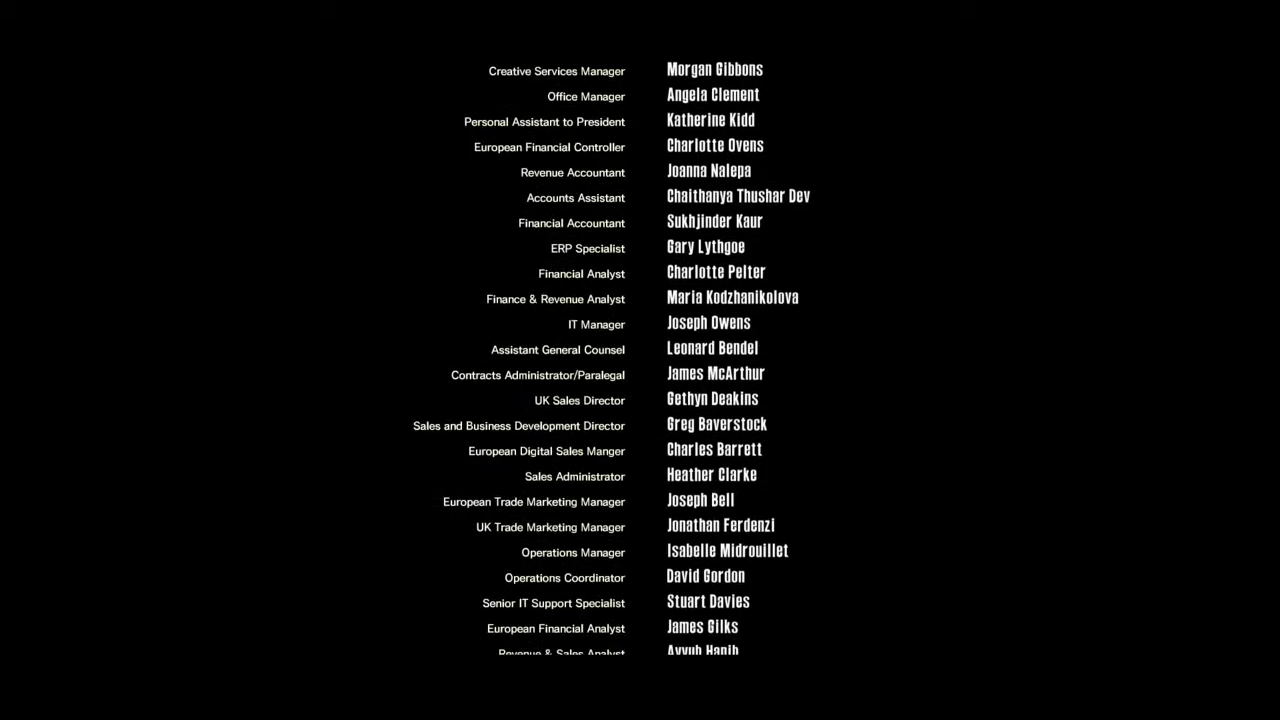 Creative Services Manager Morgan Gibbons
Office Manager Angela Clement
Personal Assistant to President Katherine Kidd
European Financial Controller Charlotte Ovens
Revenue Accountant Joanna Nalepa
Accounts Assistant Chaithanya Thushar Dev
Financial Accountant Sukhjinder Kaur
ERP Specialist Gary Lythgoe
Financial Analyst Charlotte Pelter
Finance & Revenue Analyst Maria Kodzhanikolova
IT Manager Joseph Owens
Assistant General Counsel Leonard Bendel
Contracts Administrator/Paralegal James McArthur
UK Sales Director Gethyn Deakins
Sales and Business Development Director Greg Baverstock
European Digital Sales Manger Charles Barrett
Sales Administrator Heather Clarke
European Trade Marketing Manager Joseph Bell
UK Trade Marketing Manager Jonathan Ferdenzi
Operations Manager Isabelle Midrouillet
Operations Coordinator David Gordon
Senior IT Support Specialist Stuart Davies
European Financial Analyst James Gilks
Revenue & Sales Analyst